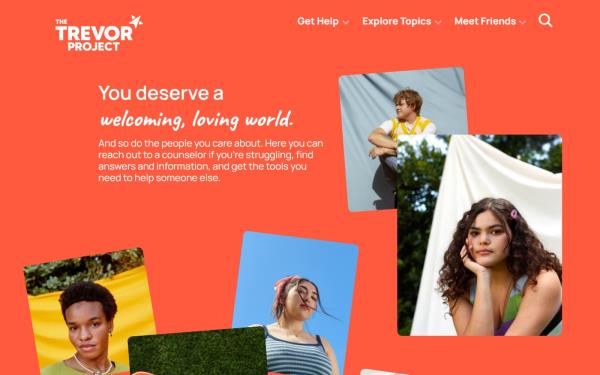 THE
TREVOR
PROJECT
Get Help
Explore Topics
Meet Friends
You deserve a
welcoming, loving world.
And so do the people you care about. Here you can
reach out to a counselor if you're struggling, find
answers and information, and get the tools you
need to help someone else.